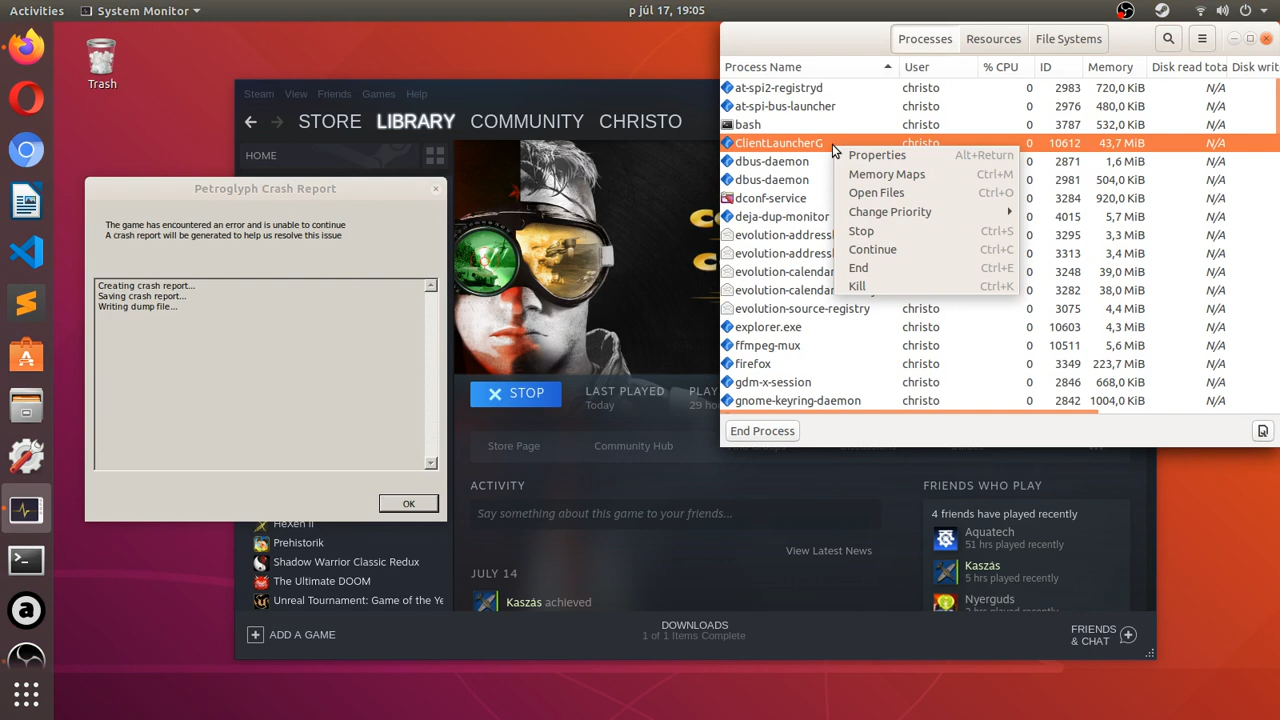 Activities
System Monitor
p júl 17, 19:05
Trash
Steam View Friends Games Help
STORE LIBRARY COMMUNITY CHRISTO
HOME
Petroglyph Crash Report
The game has encountered an error and is unable to continue
A crash report will be generated to help us resolve this issue
Creating crash report...
Saving crash report...
Writing dump file...
OK
HeXen II
Prehistorik
Shadow Warrior Classic Redux
The Ultimate DOOM
Unreal Tournament: Game of the Ye
ADD A GAME
STOP
LAST PLAYED
Today
PLAY
29 ho
Store Page
Community Hub
ACTIVITY
Say something about this game to your friends...
View Latest News
JULY 14
Kaszás achieved
DOWNLOADS
1 of 1 Items Complete
FRIENDS WHO PLAY
4 friends have played recently
Aquatech
51 hrs played recently
Kaszás
5 hrs played recently
Nyerguds
FRIENDS
& CHAT
Processes Resources File Systems
Process Name User % CPU ID Memory Disk read tota Disk writ
at-spi2-registryd christo 0 2983 720,0 KiB N/A N/A
at-spi-bus-launcher christo 0 2976 480,0 KiB N/A N/A
bash christo 0 3787 532,0 KiB N/A N/A
ClientLauncherG christo 0 10612 43,7 MiB N/A N/A
dbus-daemon 0 2871 1,6 MiB N/A N/A
dbus-daemon 0 2981 504,0 KiB N/A N/A
dconf-service 0 3284 920,0 KiB N/A N/A
deja-dup-monitor 0 4015 5,7 MiB N/A N/A
evolution-address 0 3295 3,3 MiB N/A N/A
evolution-address 0 3313 3,4 MiB N/A N/A
evolution-calenda 0 3248 39,0 MiB N/A N/A
evolution-calenda 0 3282 38,0 MiB N/A N/A
evolution-source-registry christo 0 3075 4,4 MiB N/A N/A
explorer.exe christo 0 10603 4,3 MiB N/A N/A
ffmpeg-mux christo 0 10511 5,6 MiB N/A N/A
firefox christo 0 3349 223,7 MiB N/A N/A
gdm-x-session christo 0 2846 668,0 KiB N/A N/A
gnome-keyring-daemon christo 0 2842 1004,0 KiB N/A N/A
Properties Alt+Return
Memory Maps Ctrl+M
Open Files Ctrl+O
Change Priority
Stop Ctrl+S
Continue Ctrl+C
End Ctrl+E
Kill Ctrl+K
End Process